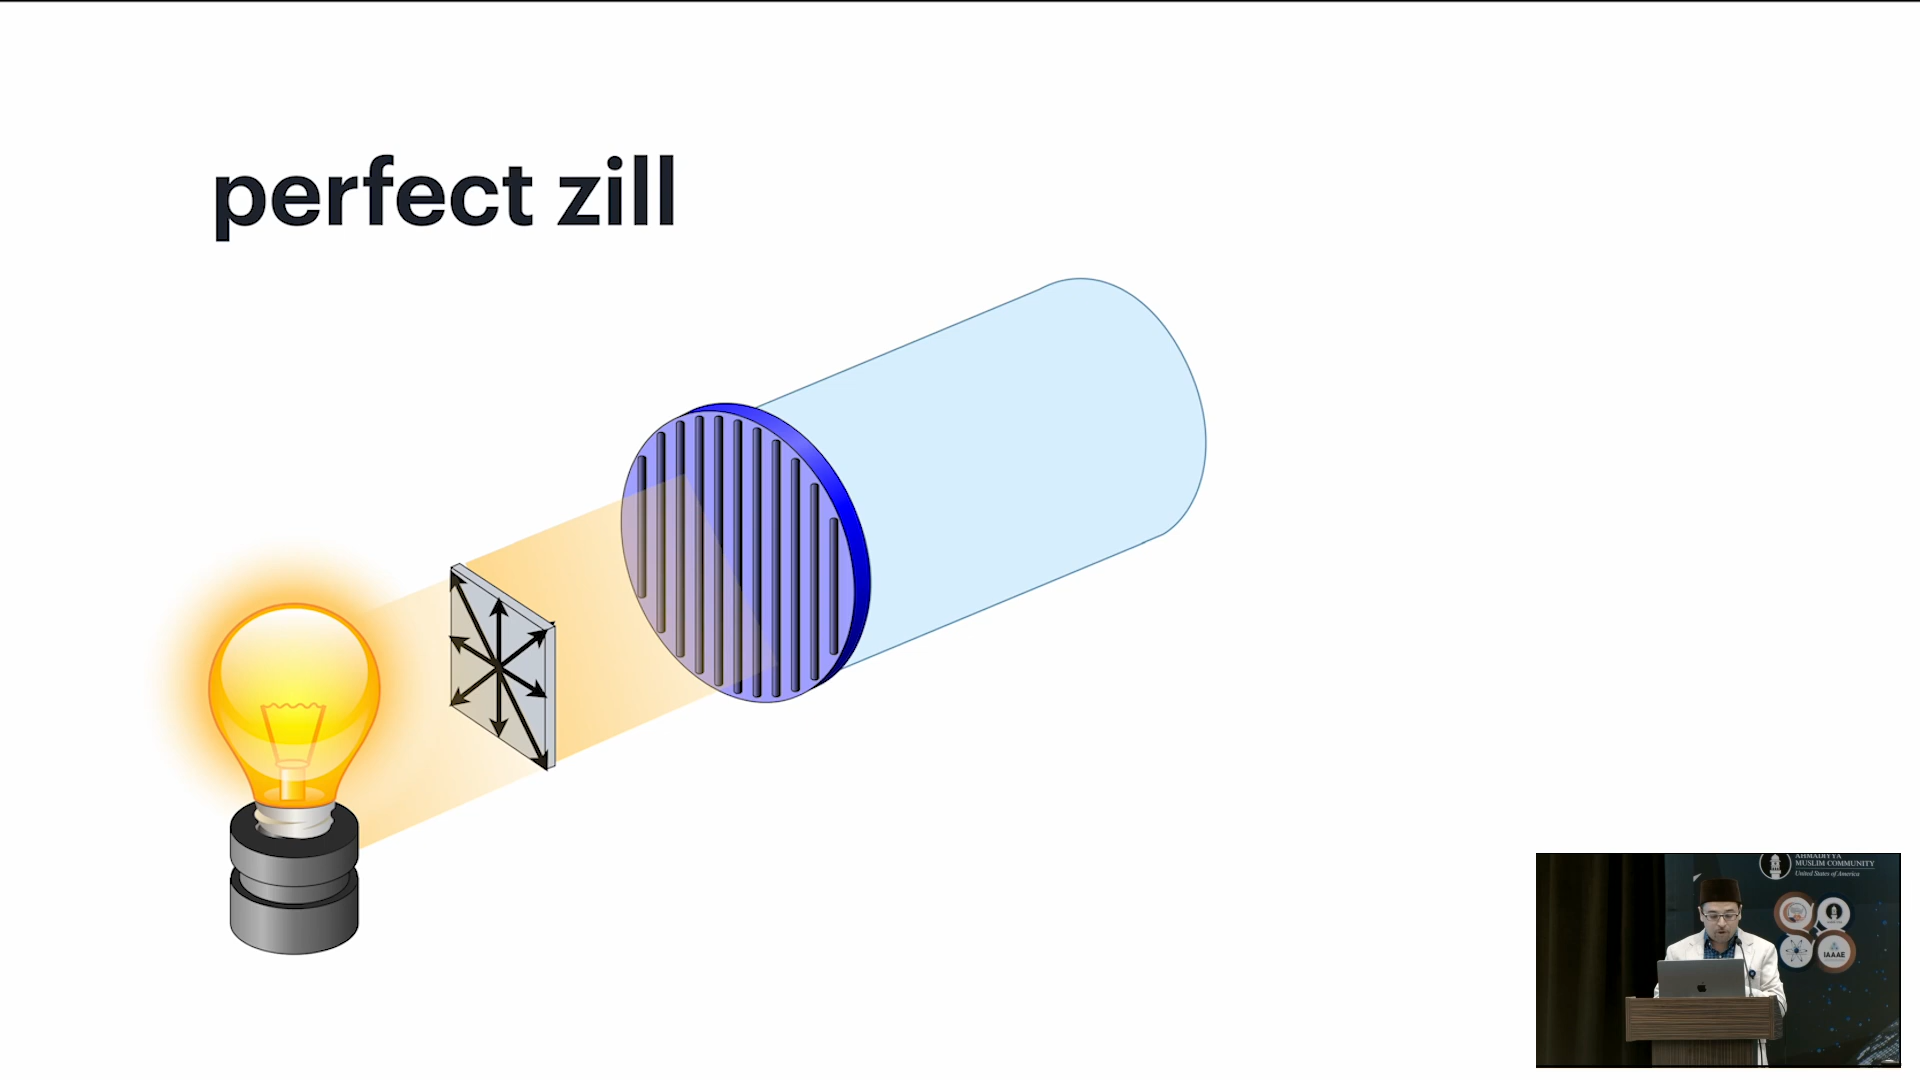 perfect zill
AHMADIYYA
MUSLIM COMMUNITY
United States of America
IAAAE